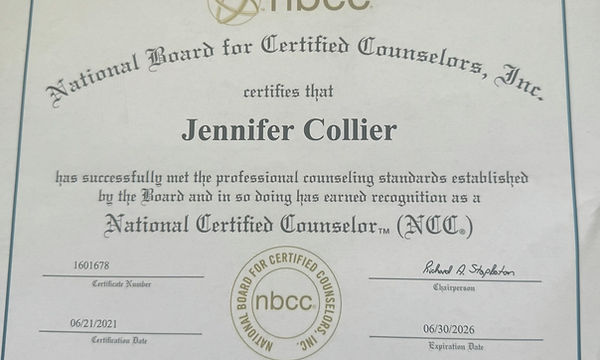 nbcc
National Board for Certified Counselors, Inc.
certifies that
Jennifer Collier
has successfully met the professional counseling standards established
by the Board and in so doing has earned recognition as a
National Certified Counselor™ (NCC®)
1601678
Certificate Number
Richard A. Stapleton
Chairperson
NATIONAL BOARD FOR CERTIFIED COUNSELORS, INC.
nbcc®
06/21/2021
Certification Date
06/30/2026
Expiration Date